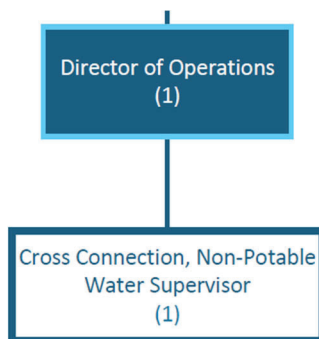 Director of Operations
(1)
Cross Connection, Non-Potable
Water Supervisor
(1)